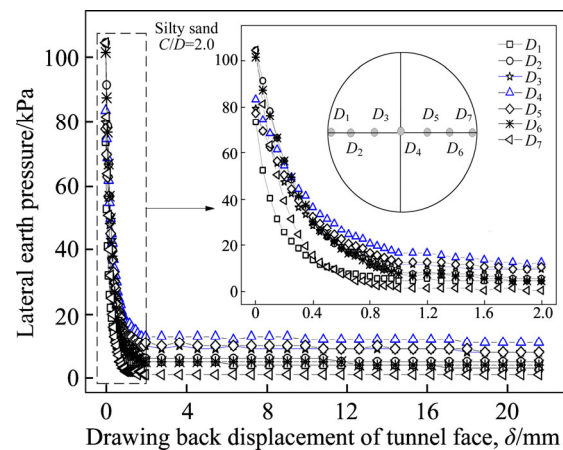 Silty sand
C/D=2.0
D1
D2
D3
D4
D5
D6
D7
D1
D3
D5
D7
D2
D4
D6
100
80
60
40
20
0
0
0.4
0.8
1.2
1.6
2.0
100
80
60
40
20
0
0
4
8
12
16
20
Lateral earth pressure/kPa
Drawing back displacement of tunnel face, δ/mm